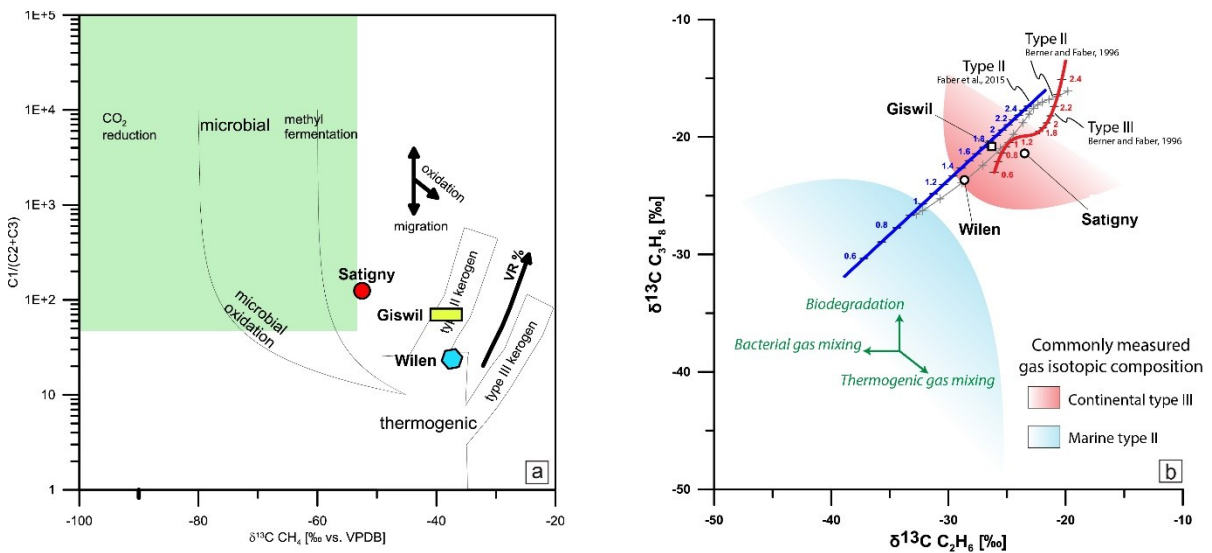 1E+5
1E+4
1E+3
1E+2
10
1
C1/(C2+C3)
-100
-80
-60
-40
-20
δ¹³C CH₄ [‰ vs. VPDB]
CO₂
reduction
microbial
methyl
fermentation
oxidation
migration
Satigny
Giswil
Wilen
microbial
oxidation
type II kerogen
type III kerogen
VR %
thermogenic
a
-10
-20
-30
-40
-50
δ¹³C C₃H₈ [‰]
-50
-40
-30
-20
-10
δ¹³C C₂H₆ [‰]
Type II
Berner and Faber, 1996
Type II
Faber et al., 2015
Type III
Berner and Faber, 1996
Giswil
Wilen
Satigny
2.4
2.2
2
1.8
1.6
1.4
1.2
1
0.8
0.6
2.4
2.2
2
1.8
1.2
1
0.8
0.6
Biodegradation
Bacterial gas mixing
Thermogenic gas mixing
Commonly measured
gas isotopic composition
Continental type III
Marine type II
b